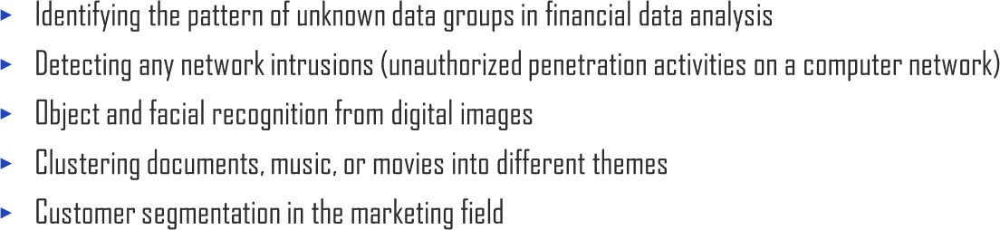 ▸ Identifying the pattern of unknown data groups in financial data analysis
▸ Detecting any network intrusions (unauthorized penetration activities on a computer network)
▸ Object and facial recognition from digital images
▸ Clustering documents, music, or movies into different themes
▸ Customer segmentation in the marketing field